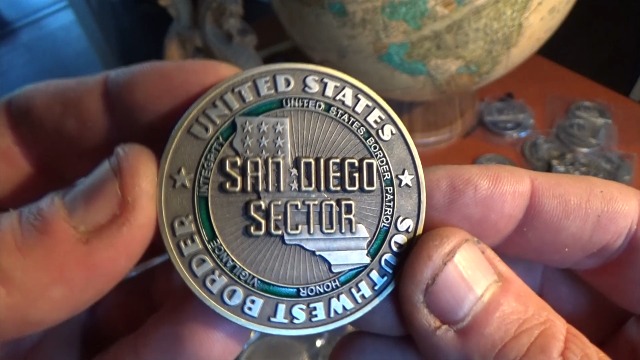 UNITED STATES
SOUTHWEST BORDER
UNITED STATES BORDER PATROL
INTEGRITY
VIGILANCE
HONOR
SAN DIEGO
SECTOR